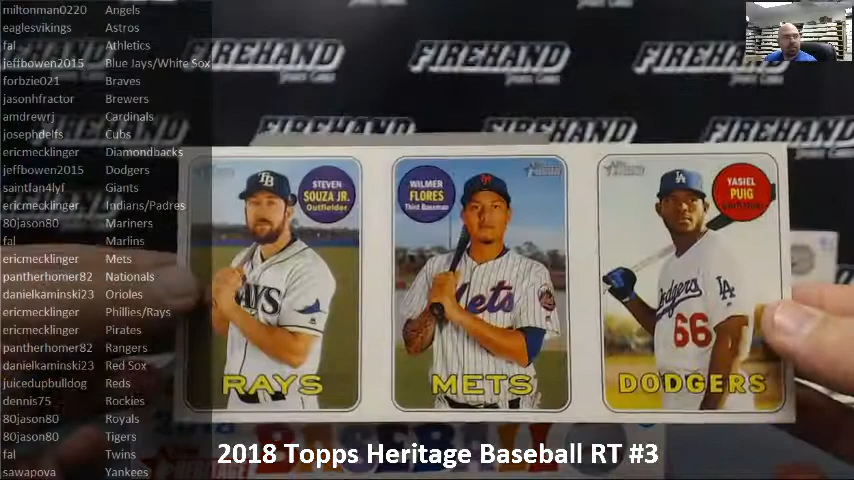 miltonman0220 Angels
eaglesvikings Astros
fal Athletics
jeffbowen2015 Blue Jays/White Sox
forbzie021 Braves
jasonhfractor Brewers
amdrewrj Cardinals
josephdelfs Cubs
ericmecklinger Diamondbacks
jeffbowen2015 Dodgers
saintfan4lyf Giants
ericmecklinger Indians/Padres
80jason80 Mariners
fal Marlins
ericmecklinger Mets
pantherhomer82 Nationals
danielkaminski23 Orioles
ericmecklinger Phillies/Rays
ericmecklinger Pirates
pantherhomer82 Rangers
danielkaminski23 Red Sox
juicedupbulldog Reds
dennis75 Rockies
80jason80 Royals
80jason80 Tigers
fal Twins
sawapova Yankees
FIREHAND
FIREHAND
FIREHAND
FIREHAND
FIREHAND
TB
STEVEN
SOUZA JR.
Outfielder
RAYS
RAYS
WILMER
FLORES
Third Baseman
Mets
METS
YASIEL
PUIG
LA
Dodgers
LA
66
DODGERS
HERITAGE
BASEBALL
2018 Topps Heritage Baseball RT #3